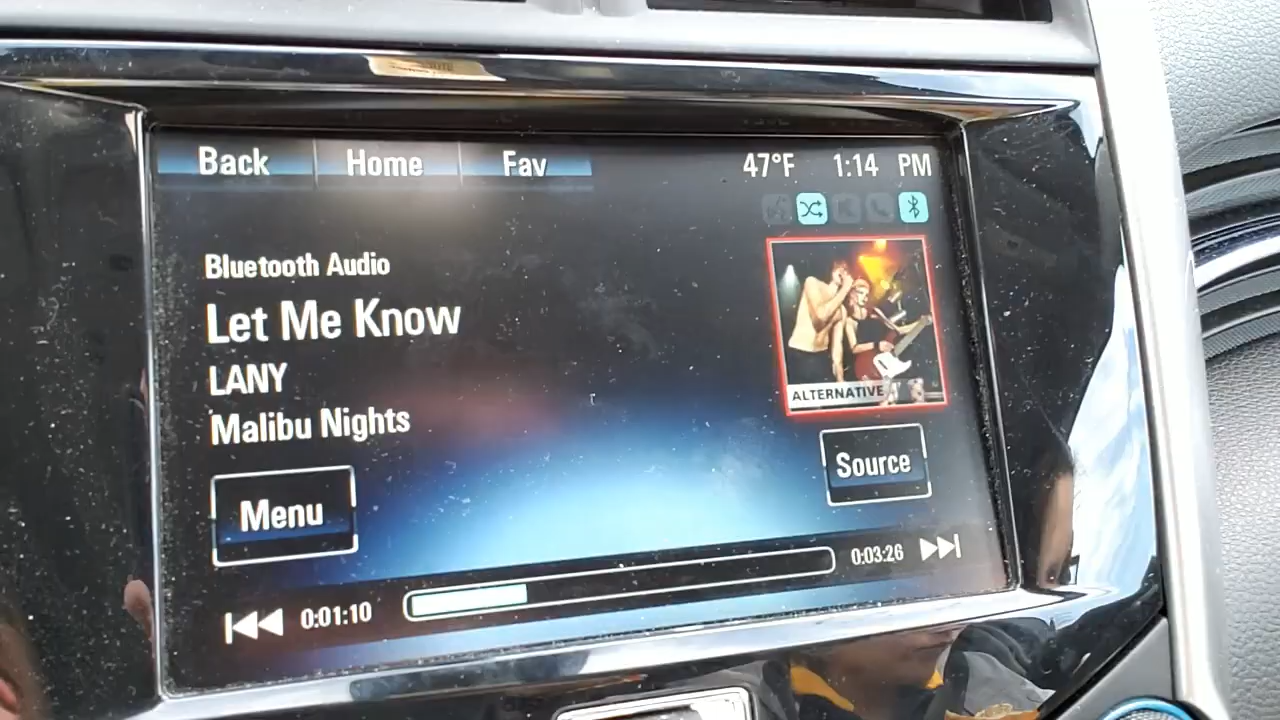 Back Home Fav 47°F 1:14 PM
Bluetooth Audio
Let Me Know
LANY
Malibu Nights
ALTERNATIVE
Menu
Source
0:01:10
0:03:26